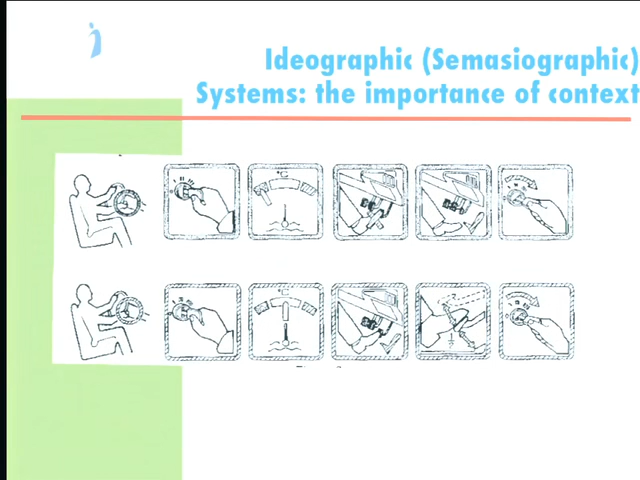 Ideographic (Semasiographic)
Systems: the importance of context
°C
°C